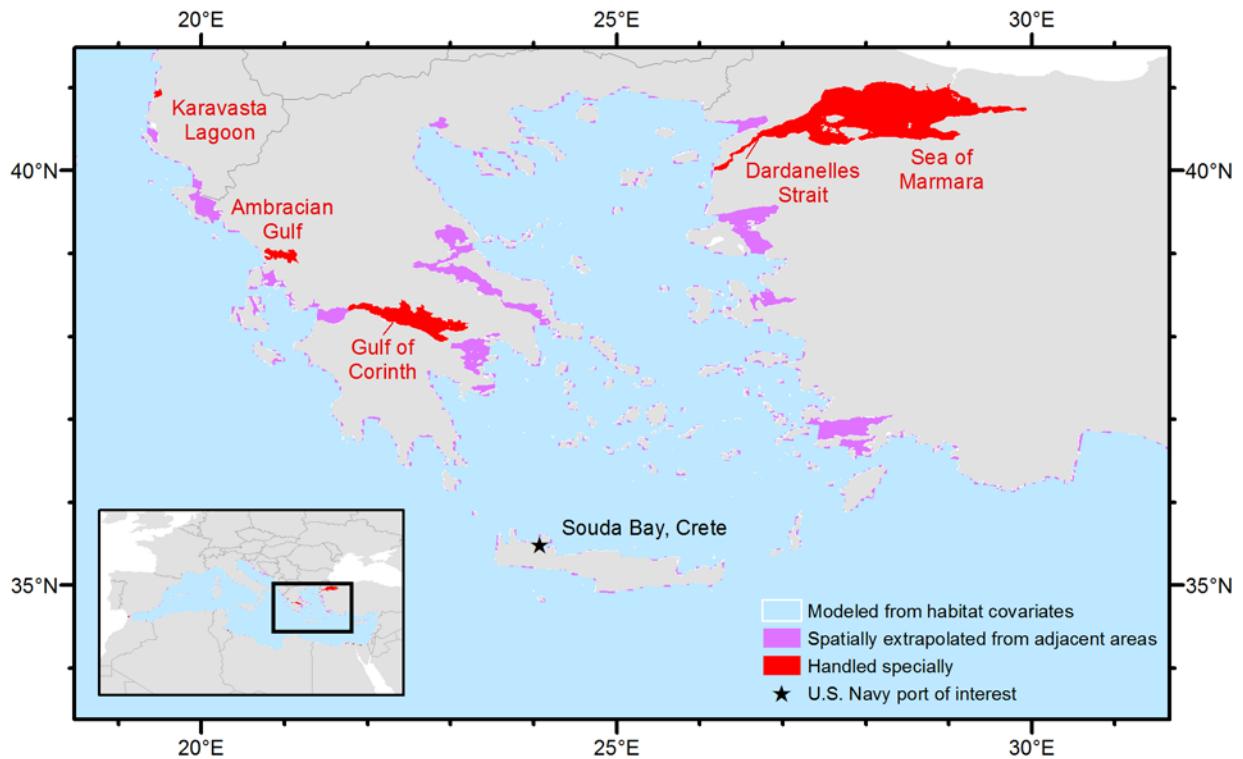 20°E
25°E
30°E
Karavasta
Lagoon
40°N
40°N
Dardanelles
Strait
Sea of
Marmara
Ambracian
Gulf
Gulf of
Corinth
Souda Bay, Crete
35°N
35°N
Modeled from habitat covariates
Spatially extrapolated from adjacent areas
Handled specially
U.S. Navy port of interest
20°E
25°E
30°E